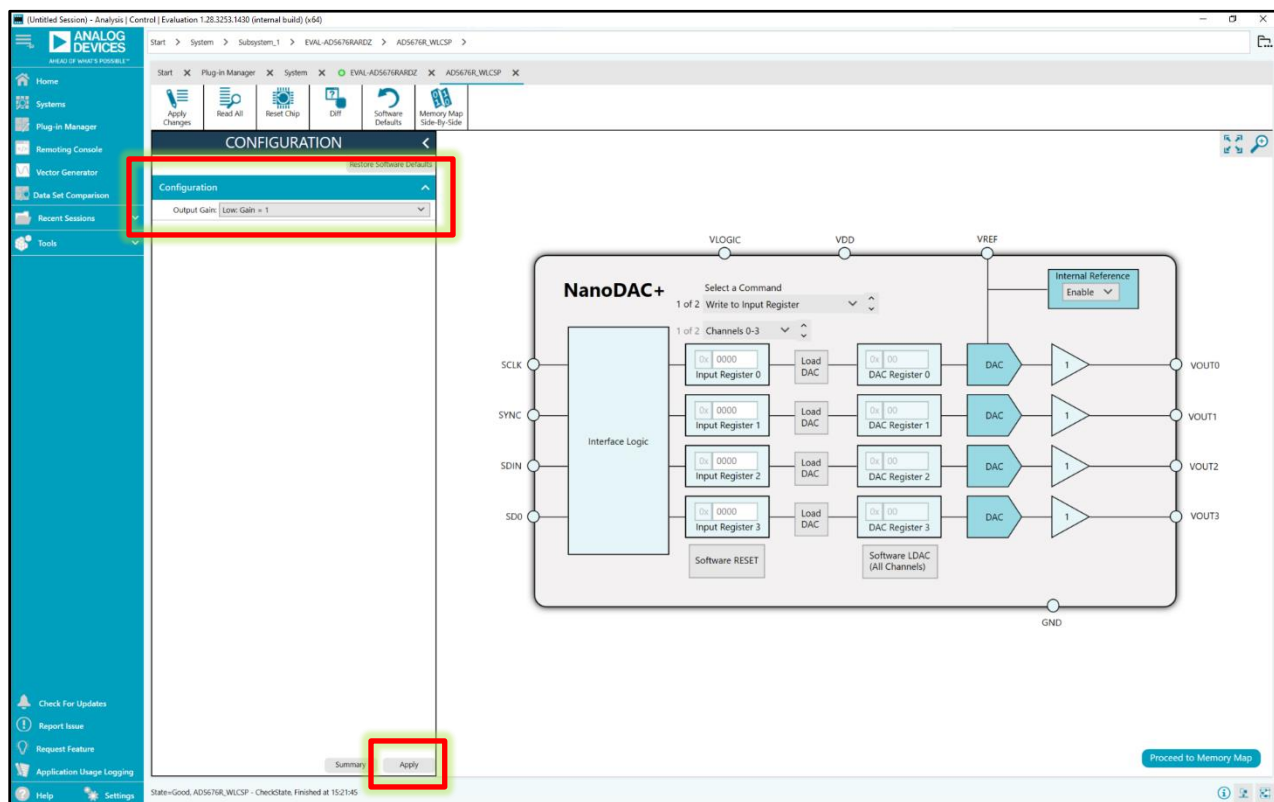 (Untitled Session) - Analysis | Control | Evaluation 1.28.3253.1430 (internal build) (x64)
ANALOG
DEVICES
AHEAD OF WHAT'S POSSIBLE™
Start > System > Subsystem_1 > EVAL-AD5676RARDZ > AD5676R_WLCSP >
Home
Systems
Plug-in Manager
Remoting Console
Vector Generator
Data Set Comparison
Recent Sessions
Tools
Start Plug-in Manager System EVAL-AD5676RARDZ AD5676R_WLCSP
Apply
Changes
Read All
Reset Chip
Diff
Software
Defaults
Memory Map
Side-By-Side
CONFIGURATION
Restore Software Defaults
Configuration
Output Gain: Low: Gain = 1
VLOGIC VDD VREF
NanoDAC+
Select a Command
1 of 2 Write to Input Register
1 of 2 Channels 0-3
Internal Reference
Enable
SCLK
0x 0000
Input Register 0
Load
DAC
0x 00
DAC Register 0
DAC
1
VOUT0
SYNC
0x 0000
Input Register 1
Load
DAC
0x 00
DAC Register 1
DAC
1
VOUT1
Interface Logic
SDIN
0x 0000
Input Register 2
Load
DAC
0x 00
DAC Register 2
DAC
1
VOUT2
SD0
0x 0000
Input Register 3
Load
DAC
0x 00
DAC Register 3
DAC
1
VOUT3
Software RESET
Software LDAC
(All Channels)
GND
Check For Updates
Report Issue
Request Feature
Application Usage Logging
Help Settings
Summary
Apply
Proceed to Memory Map
State=Good, AD5676R_WLCSP - CheckState, Finished at 15:21:45